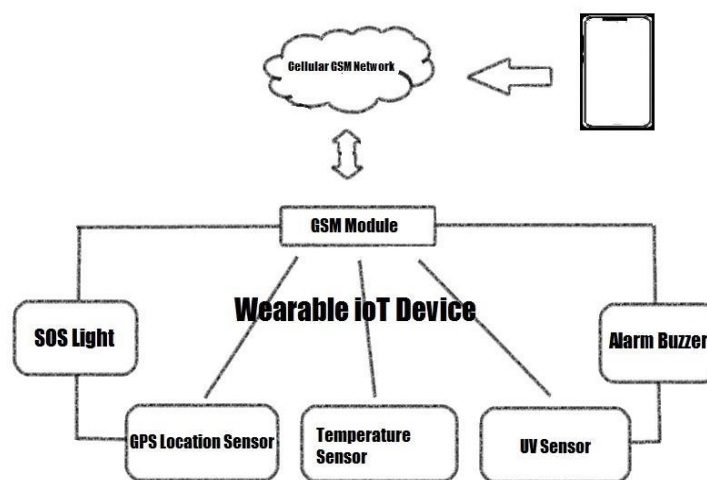 Cellular GSM Network
GSM Module
Wearable ioT Device
SOS Light
Alarm Buzzer
GPS Location Sensor
Temperature
Sensor
UV Sensor